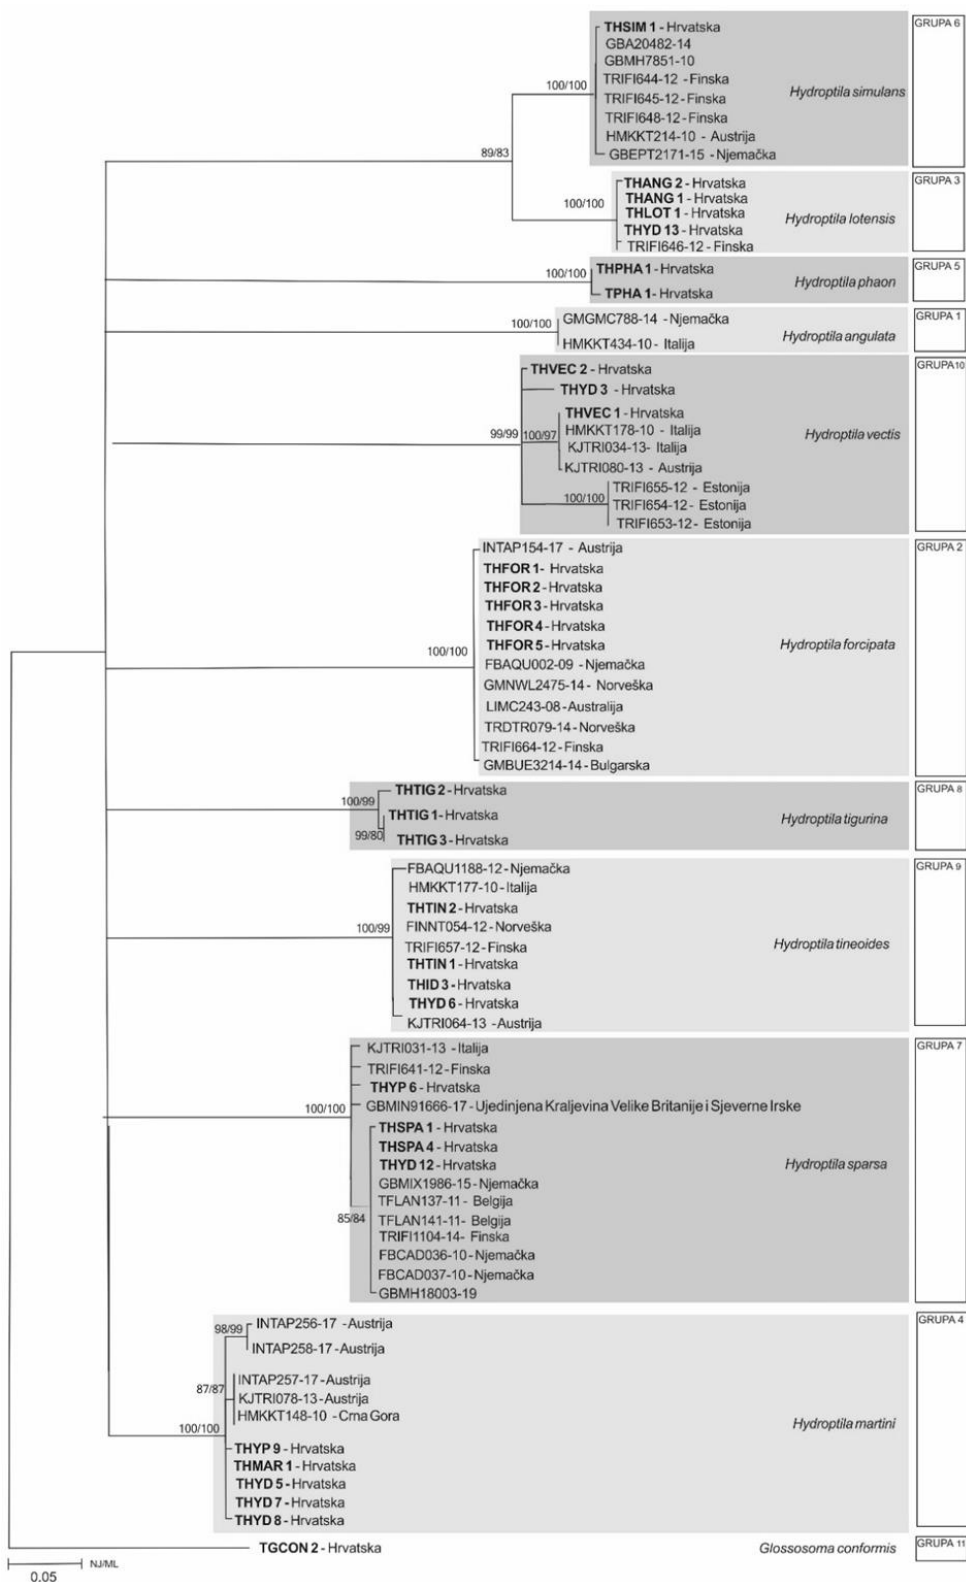 THSIM 1 - Hrvatska
GRUPA 6
GBA20482-14
GBMH7851-10
TRIFI644-12 - Finska
100/100
Hydroptila simulans
TRIFI645-12 - Finska
TRIFI648-12 - Finska
HMKKT214-10 - Austrija
GBEPT2171-15 - Njemačka
89/83
THANG 2 - Hrvatska
GRUPA 3
THANG 1 - Hrvatska
100/100
THLOT 1 - Hrvatska
Hydroptila lotensis
THYD 13 - Hrvatska
TRIFI646-12 - Finska
THPHA 1 - Hrvatska
GRUPA 5
100/100
Hydroptila phaon
TPHA 1 - Hrvatska
GMGMC788-14 - Njemačka
GRUPA 1
100/100
Hydroptila angulata
HMKKT434-10 - Italija
THVEC 2 - Hrvatska
GRUPA10
THYD 3 - Hrvatska
THVEC 1 - Hrvatska
HMKKT178-10 - Italija
99/99
100/97
Hydroptila vectis
KJTRI034-13- Italija
KJTRI080-13 - Austrija
TRIFI655-12 - Estonija
100/100
TRIFI654-12 - Estonija
TRIFI653-12 - Estonija
INTAP154-17 - Austrija
GRUPA 2
THFOR 1- Hrvatska
THFOR 2 - Hrvatska
THFOR 3 - Hrvatska
THFOR 4 - Hrvatska
THFOR 5 - Hrvatska
Hydroptila forcipata
100/100
FBAQU002-09 - Njemačka
GMNWL2475-14 - Norveška
LIMC243-08 - Australija
TRDTR079-14 - Norveška
TRIFI664-12 - Finska
GMBUE3214-14 - Bulgarska
THTIG 2 - Hrvatska
GRUPA 8
100/99
THTIG 1 - Hrvatska
Hydroptila tigurina
99/80
THTIG 3 - Hrvatska
FBAQU1188-12 - Njemačka
GRUPA 9
HMKKT177-10 - Italija
THTIN 2 - Hrvatska
100/99
FINNT054-12 - Norveška
TRIFI657-12 - Finska
Hydroptila tineoides
THTIN 1 - Hrvatska
THID 3 - Hrvatska
THYD 6 - Hrvatska
KJTRI064-13 - Austrija
KJTRI031-13 - Italija
GRUPA 7
TRIFI641-12 - Finska
THYP 6 - Hrvatska
100/100
GBMIN91666-17 - Ujedinjena Kraljevina Velike Britanije i Sjeverne Irske
THSPA 1 - Hrvatska
THSPA 4 - Hrvatska
THYD 12 - Hrvatska
Hydroptila sparsa
GBMIX1986-15 - Njemačka
TFLAN137-11 - Belgija
85/84
TFLAN141-11- Belgija
TRIFI1104-14 - Finska
FBCAD036-10 - Njemačka
FBCAD037-10 - Njemačka
GBMH18003-19
INTAP256-17 - Austrija
GRUPA 4
98/99
INTAP258-17 - Austrija
INTAP257-17 - Austrija
87/87
KJTRI078-13 - Austrija
HMKKT148-10 - Crna Gora
Hydroptila martini
100/100
THYP 9 - Hrvatska
THMAR 1 - Hrvatska
THYD 5 - Hrvatska
THYD 7 - Hrvatska
THYD 8 - Hrvatska
TGCON 2 - Hrvatska
Glossosoma conformis
GRUPA 11
NJ/ML
0.05